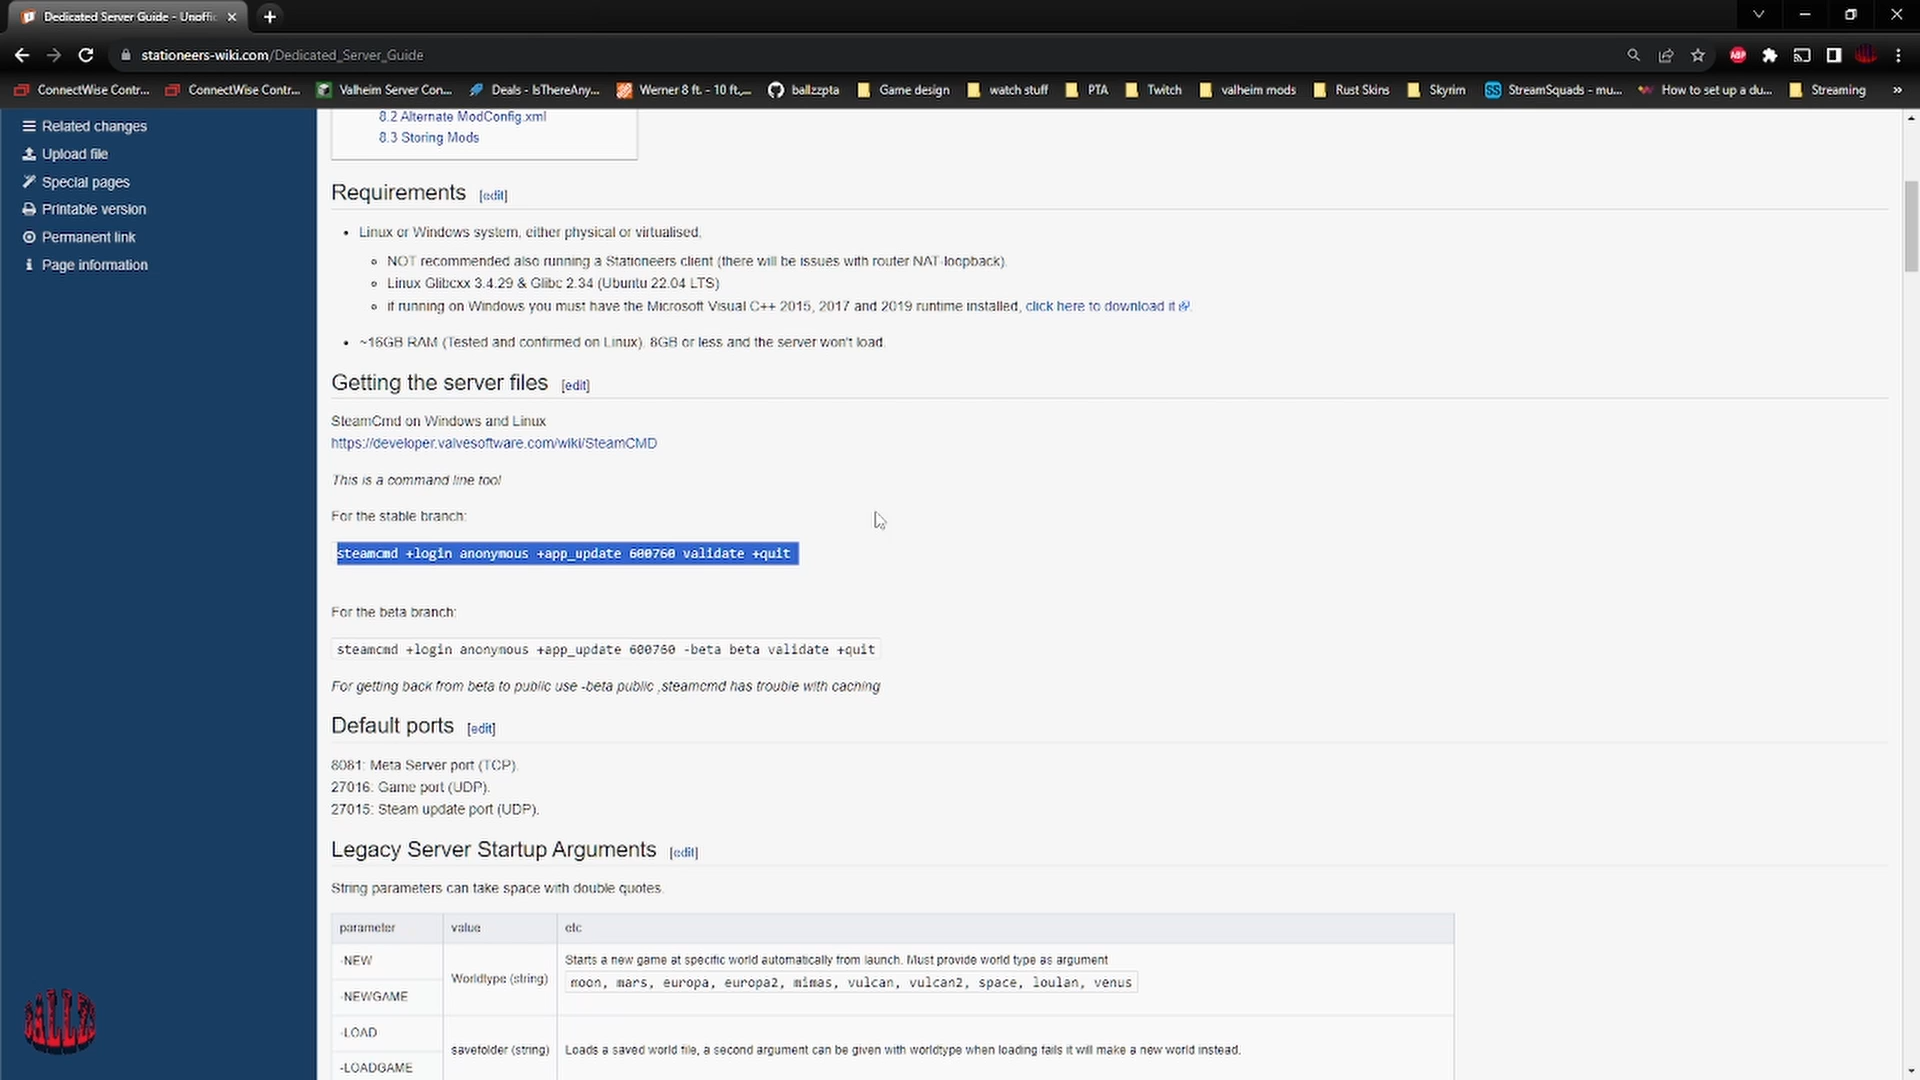 Dedicated Server Guide - Unoffic
stationeers-wiki.com/Dedicated_Server_Guide
ABP
ConnectWise Contr... ConnectWise Contr... Valheim Server Con... Deals - IsThereAny... Werner 8 ft. - 10 ft,... ballzzpta Game design watch stuff PTA Twitch valheim mods Rust Skins Skyrim SS StreamSquads - mu... How to set up a du... Streaming »
Related changes
Upload file
Special pages
Printable version
Permanent link
Page information
8.2 Alternate ModConfig.xml
8.3 Storing Mods
Requirements [edit]
Linux or Windows system, either physical or virtualised,
NOT recommended also running a Stationeers client (there will be issues with router NAT-loopback).
Linux Glibcxx 3.4.29 & Glibc 2.34 (Ubuntu 22.04 LTS)
if running on Windows you must have the Microsoft Visual C++ 2015, 2017 and 2019 runtime installed, click here to download it.
~16GB RAM (Tested and confirmed on Linux). 8GB or less and the server won't load.
Getting the server files [edit]
SteamCmd on Windows and Linux
https://developer.valvesoftware.com/wiki/SteamCMD
This is a command line tool
For the stable branch:
steamcmd +login anonymous +app_update 600760 validate +quit
For the beta branch:
steamcmd +login anonymous +app_update 600760 -beta beta validate +quit
For getting back from beta to public use -beta public ,steamcmd has trouble with caching
Default ports [edit]
8081: Meta Server port (TCP).
27016: Game port (UDP).
27015: Steam update port (UDP).
Legacy Server Startup Arguments [edit]
String parameters can take space with double quotes.
parameter value etc
-NEW
-NEWGAME
Worldtype (string)
Starts a new game at specific world automatically from launch. Must provide world type as argument
moon, mars, europa, europa2, mimas, vulcan, vulcan2, space, loulan, venus
-LOAD
-LOADGAME
savefolder (string)
Loads a saved world file, a second argument can be given with worldtype when loading fails it will make a new world instead.
BALLZ